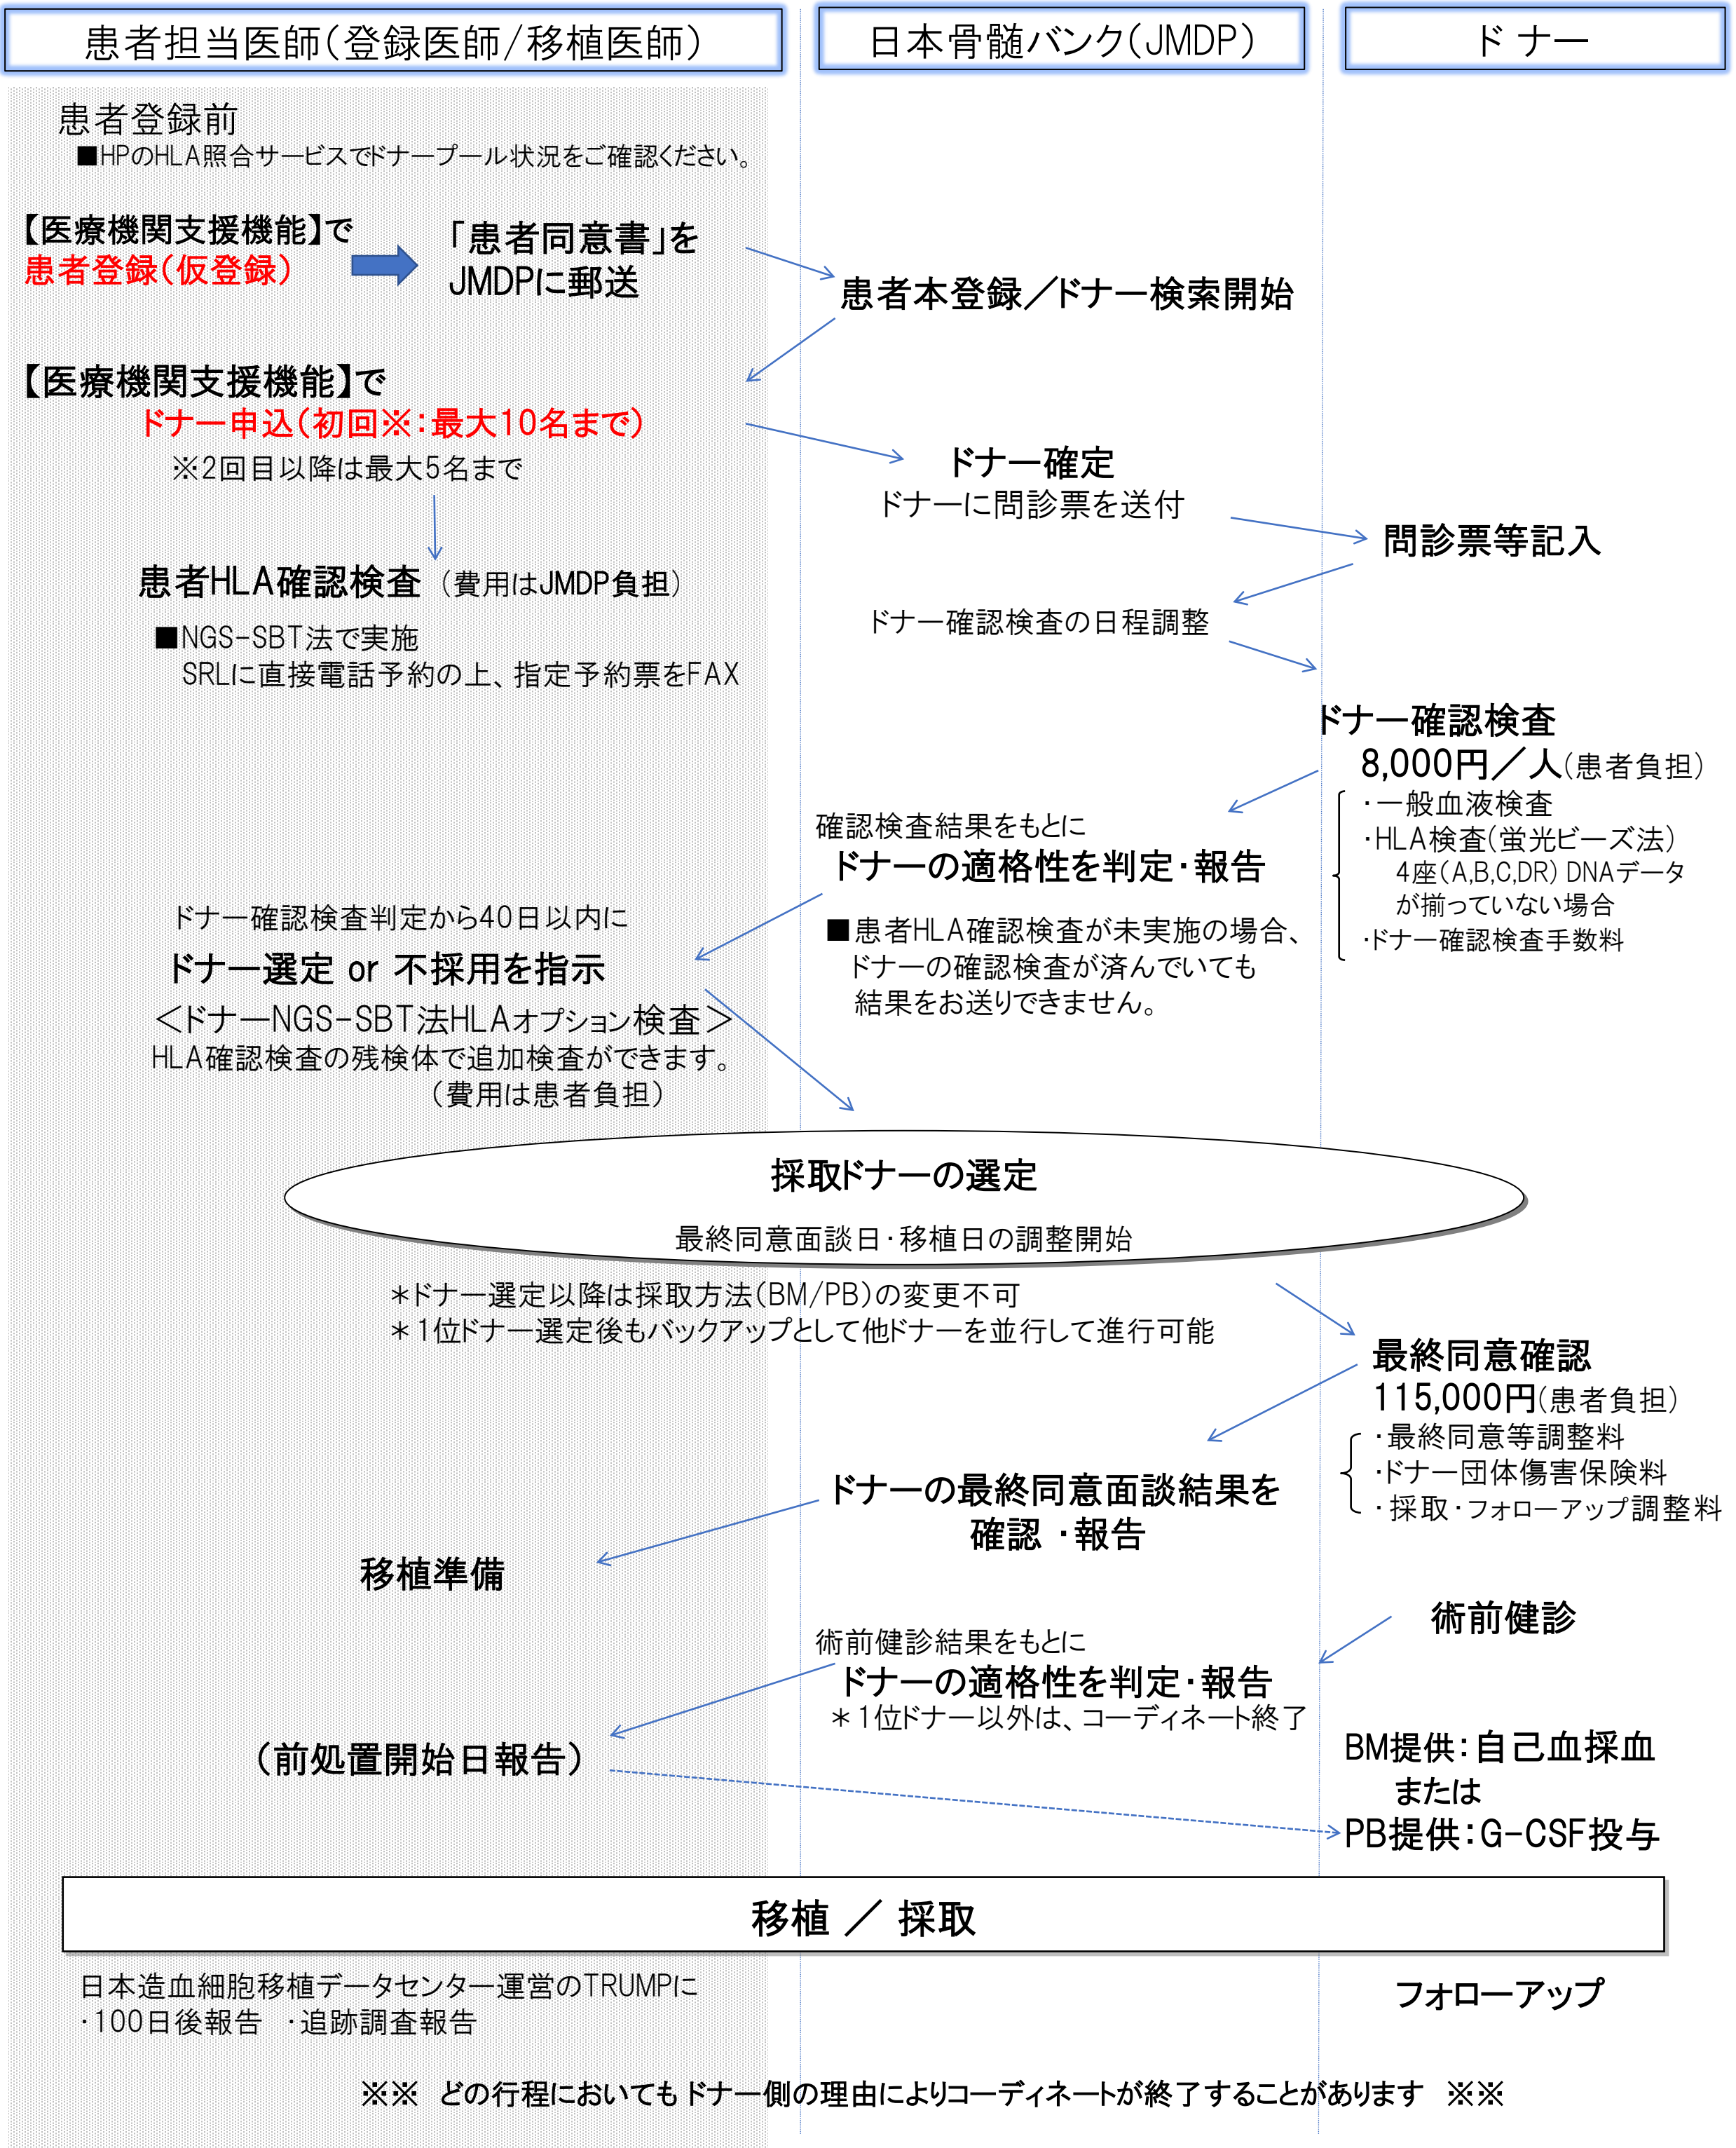 患者担当医師（登録医師/移植医師）
日本骨髄バンク（JMDP）
ド ナー
患者登録前
■HPのHLA照合サービスでドナープール状況をご確認ください。
【医療機関支援機能】で
患者登録（仮登録）
「患者同意書」を
JMDPに郵送
患者本登録／ドナー検索開始
【医療機関支援機能】で
ドナー申込（初回※：最大10名まで）
※2回目以降は最大5名まで
ドナー確定
ドナーに問診票を送付
問診票等記入
患者HLA確認検査（費用はJMDP負担）
■NGS-SBT法で実施
SRLに直接電話予約の上、指定予約票をFAX
ドナー確認検査の日程調整
ドナー確認検査
8,000円／人（患者負担）
・一般血液検査
・HLA検査（蛍光ビーズ法）
4座（A,B,C,DR）DNAデータ
が揃っていない場合
・ドナー確認検査手数料
確認検査結果をもとに
ドナーの適格性を判定・報告
■患者HLA確認検査が未実施の場合、
ドナーの確認検査が済んでいても
結果をお送りできません。
ドナー確認検査判定から40日以内に
ドナー選定 or 不採用を指示
＜ドナーNGS-SBT法HLAオプション検査＞
HLA確認検査の残検体で追加検査ができます。
（費用は患者負担）
採取ドナーの選定
最終同意面談日・移植日の調整開始
＊ドナー選定以降は採取方法（BM/PB）の変更不可
＊1位ドナー選定後もバックアップとして他ドナーを並行して進行可能
最終同意確認
115,000円（患者負担）
・最終同意等調整料
・ドナー団体傷害保険料
・採取・フォローアップ調整料
ドナーの最終同意面談結果を
確認 ・報告
移植準備
術前健診
術前健診結果をもとに
ドナーの適格性を判定・報告
＊1位ドナー以外は、コーディネート終了
（前処置開始日報告）
BM提供：自己血採血
または
PB提供：G-CSF投与
移植 ／ 採取
日本造血細胞移植データセンター運営のTRUMPに
・100日後報告　・追跡調査報告
フォローアップ
※※　どの行程においてもドナー側の理由によりコーディネートが終了することがあります　※※